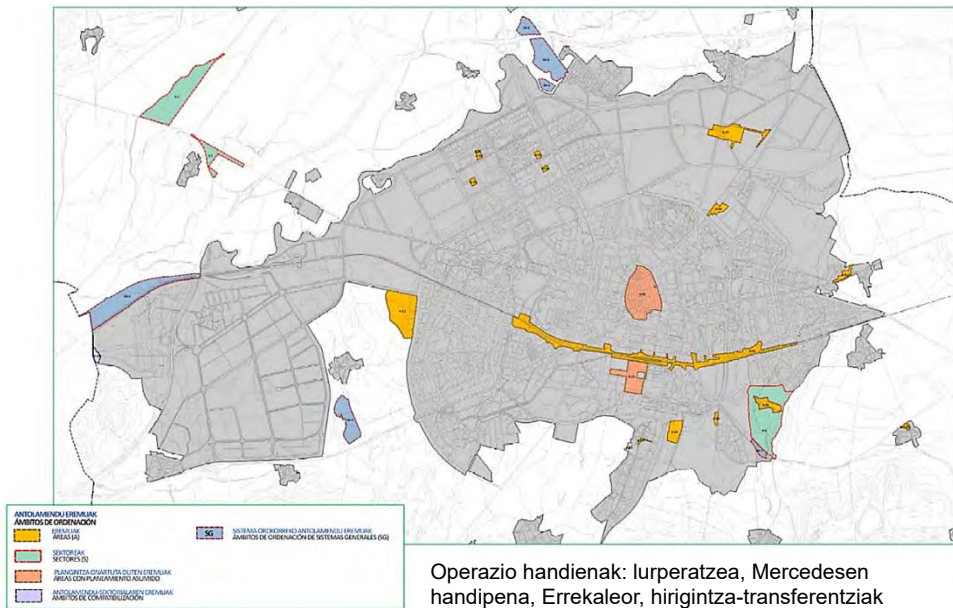 ANTOLAMENDU EREMUAK
ÁMBITOS DE ORDENACIÓN
EREMUAK
ÁREAS (A)
SEKTOREAK
SECTORES (S)
PLANGINTZA ONARTUTA DUTEN EREMUAK
ÁREAS CON PLANEAMIENTO ASUMIDO
ANTOLAMENDU-SEKTORIALAREN EREMUAK
ÁMBITOS DE COMPATIBILIZACIÓN
SG
SISTEMA OROKORREKO ANTOLAMENDU EREMUAK
ÁMBITOS DE ORDENACIÓN DE SISTEMAS GENERALES (SG)
Operazio handienak: lurperatzea, Mercedesen
handipena, Errekaleor, hirigintza-transferentziak